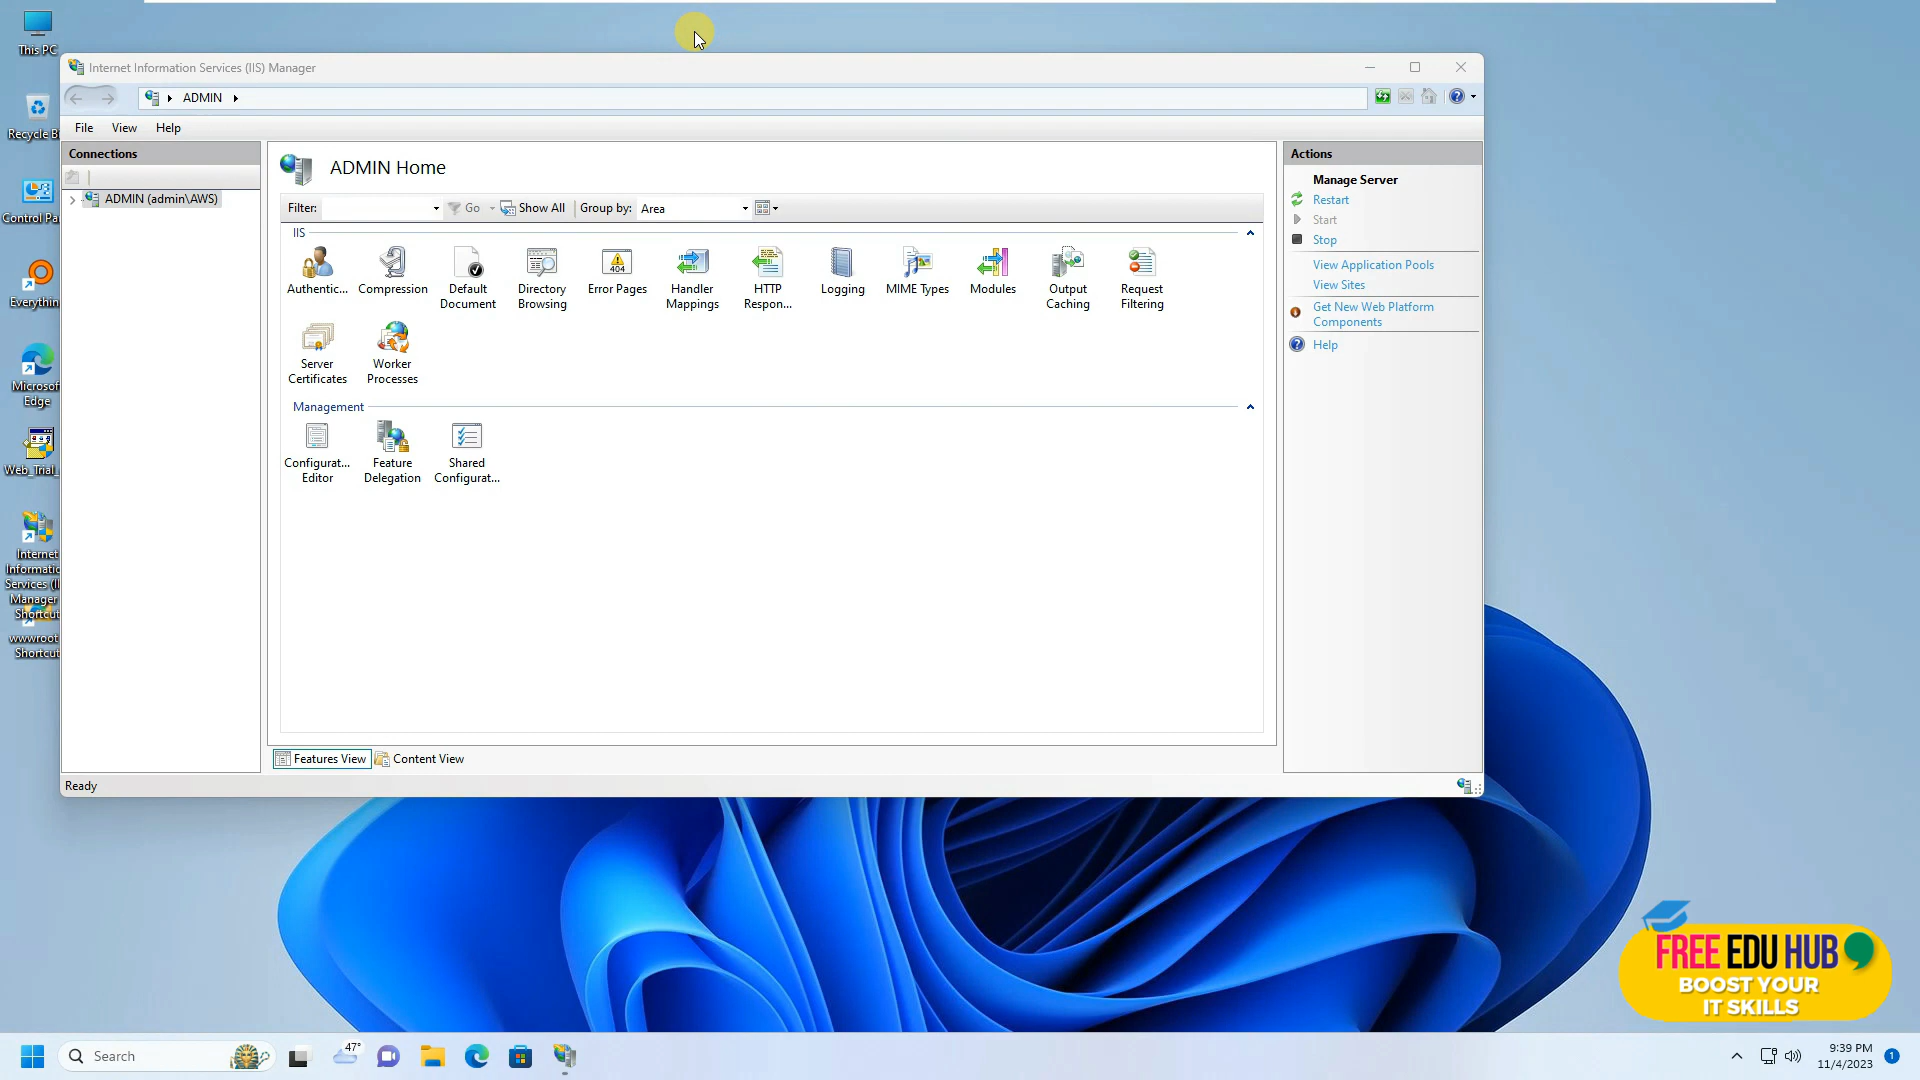 This PC
Recycle Bi
Control Pa
Everythin
Microsof
Edge
Web_Trial_
Internet
Informatic
Services (II
Manager
Shortcut
wwwroot
Shortcut
Internet Information Services (IIS) Manager
ADMIN
File View Help
Connections
ADMIN (admin\AWS)
ADMIN Home
Filter: Go Show All Group by: Area
IIS
Authentic... Compression Default Document Directory Browsing Error Pages Handler Mappings HTTP Respon... Logging MIME Types Modules Output Caching Request Filtering
404
Server Certificates Worker Processes
Management
Configurat... Editor Feature Delegation Shared Configurat...
Features View Content View
Ready
Actions
Manage Server
Restart
Start
Stop
View Application Pools
View Sites
Get New Web Platform
Components
Help
FREE EDU HUB
BOOST YOUR
IT SKILLS
Search
47°
9:39 PM
11/4/2023
1